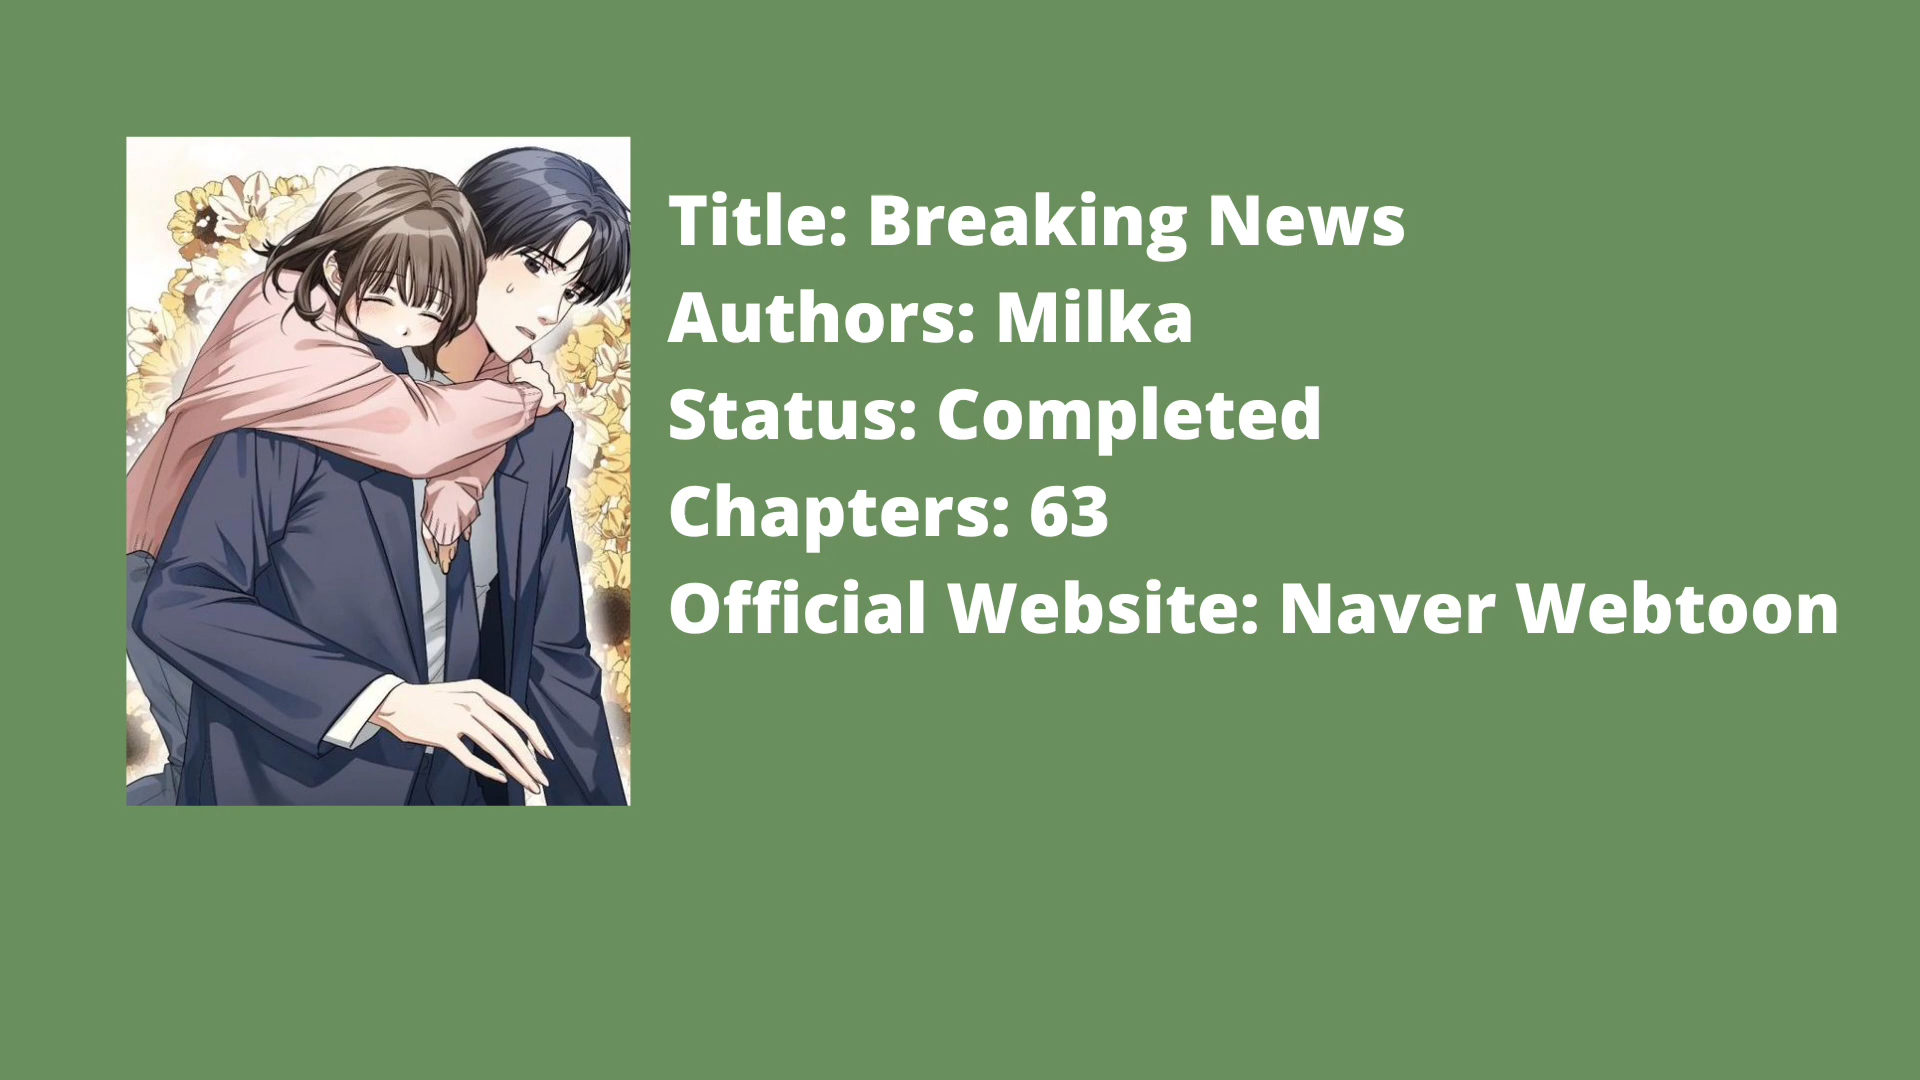 Title: Breaking News
Authors: Milka
Status: Completed
Chapters: 63
Official Website: Naver Webtoon